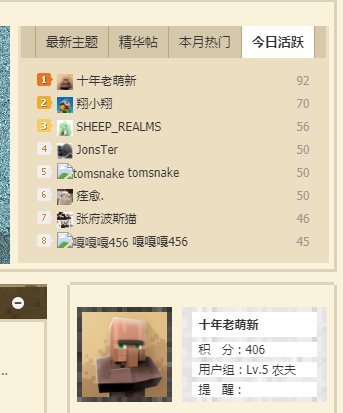 最新主题 精华帖 本月热门 今日活跃
1 十年老萌新 92
2 翔小翔 70
3 SHEEP_REALMS 56
4 JonsTer 54
5 tomsnake tomsnake 50
6 痊愈. 50
7 张府波斯猫 46
8 嘎嘎嘎456 嘎嘎嘎456 45
..
十年老萌新
积 分：406
用户组：Lv.5 农夫
提 醒：